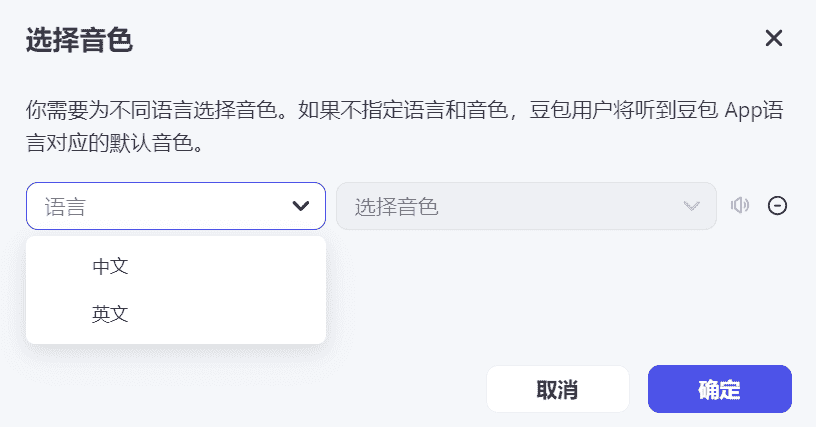 选择音色
你需要为不同语言选择音色。如果不指定语言和音色，豆包用户将听到豆包 App语
言对应的默认音色。
语言
选择音色
中文
英文
取消
确定